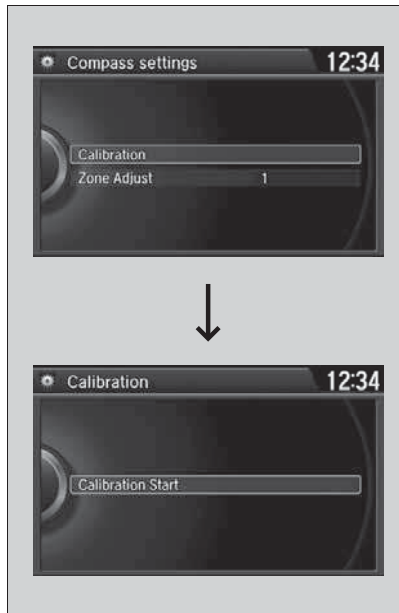 Compass settings 12:34
Calibration
Zone Adjust 1
Calibration 12:34
Calibration Start